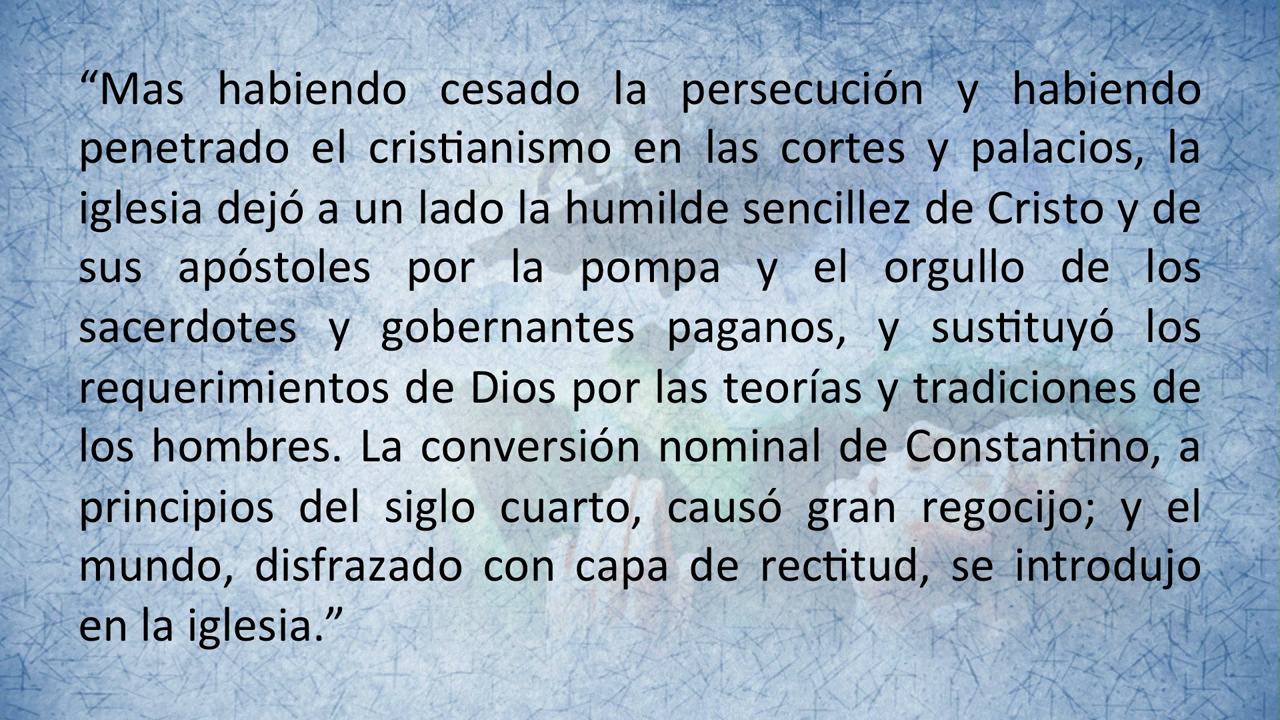 “Mas habiendo cesado la persecución y habiendo
penetrado el cristianismo en las cortes y palacios, la
iglesia dejó a un lado la humilde sencillez de Cristo y de
sus apóstoles por la pompa y el orgullo de los
sacerdotes y gobernantes paganos, y sustituyó los
requerimientos de Dios por las teorías y tradiciones de
los hombres. La conversión nominal de Constantino, a
principios del siglo cuarto, causó gran regocijo; y el
mundo, disfrazado con capa de rectitud, se introdujo
en la iglesia.”